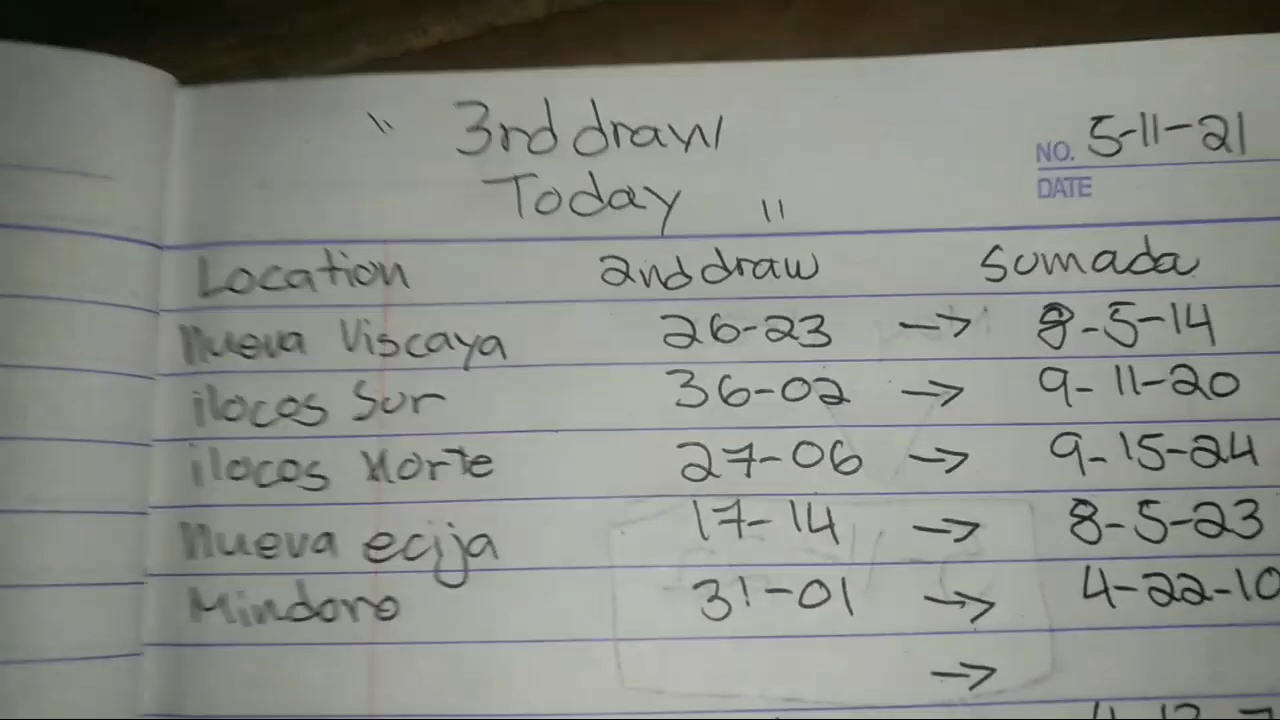 " 3rd draw
Today "
NO. 5-11-21
DATE
Location 2nd draw Sumada
Nueva Viscaya 26-23 → 8-5-14
ilocos Sur 36-02 → 9-11-20
ilocos Norte 27-06 → 9-15-24
Nueva ecija 17-14 → 8-5-23
Mindoro 31-01 → 4-22-10
→